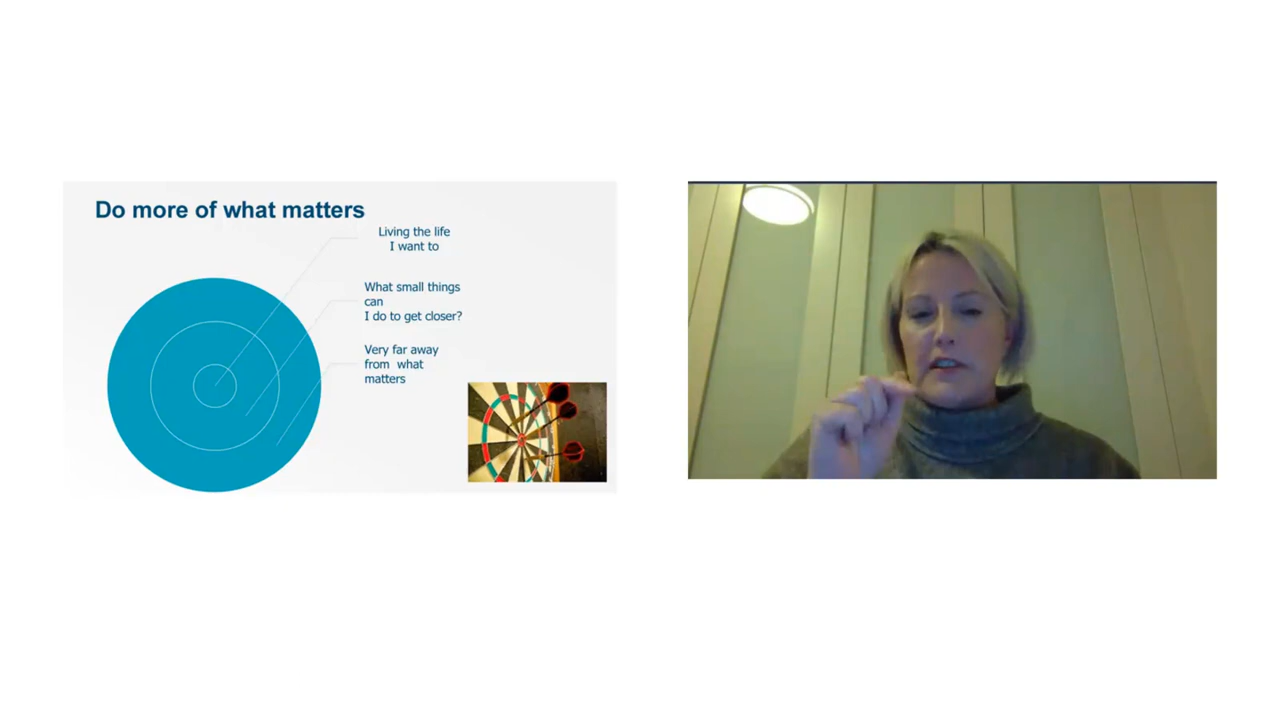 Do more of what matters
Living the life
I want to
What small things
can
I do to get closer?
Very far away
from what
matters